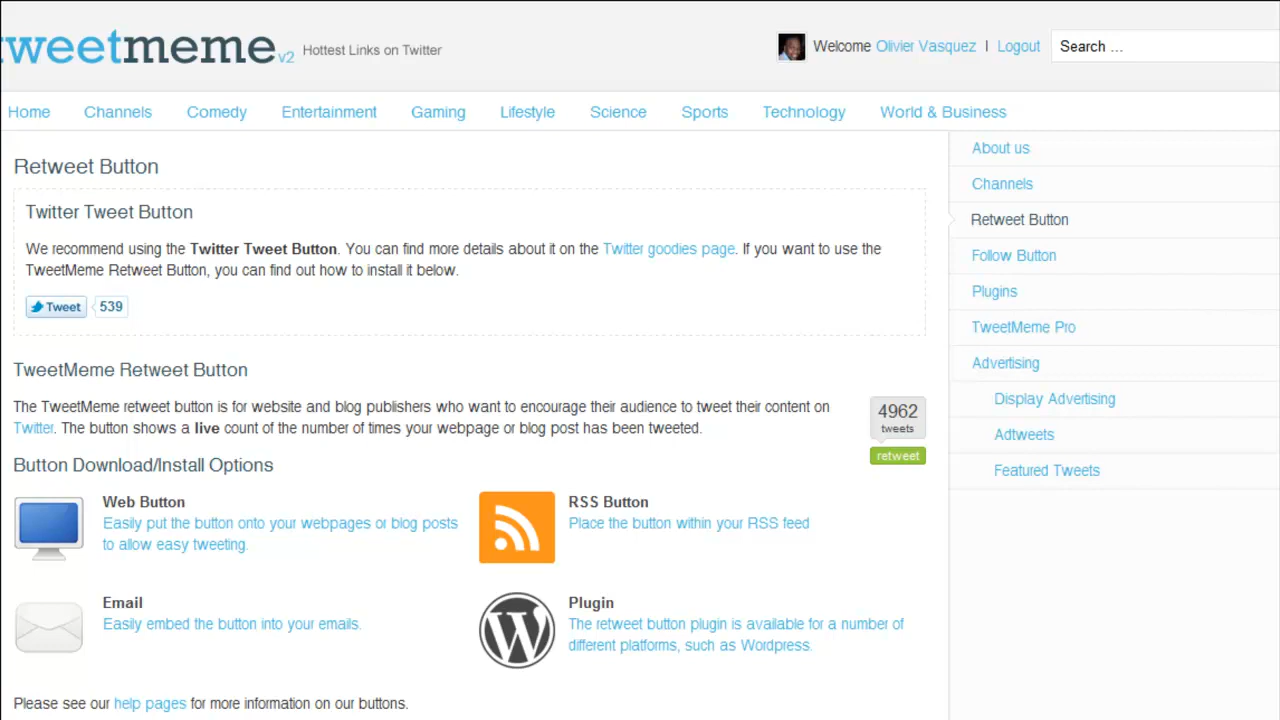 tweetmeme v2 Hottest Links on Twitter
Welcome Olivier Vasquez | Logout
Search ...
Home Channels Comedy Entertainment Gaming Lifestyle Science Sports Technology World & Business
Retweet Button
Twitter Tweet Button
We recommend using the Twitter Tweet Button. You can find more details about it on the Twitter goodies page. If you want to use the
TweetMeme Retweet Button, you can find out how to install it below.
Tweet 539
TweetMeme Retweet Button
The TweetMeme retweet button is for website and blog publishers who want to encourage their audience to tweet their content on
Twitter. The button shows a live count of the number of times your webpage or blog post has been tweeted.
4962
tweets
retweet
Button Download/Install Options
Web Button
Easily put the button onto your webpages or blog posts
to allow easy tweeting.
RSS Button
Place the button within your RSS feed
Email
Easily embed the button into your emails.
Plugin
The retweet button plugin is available for a number of
different platforms, such as Wordpress.
Please see our help pages for more information on our buttons.
About us
Channels
Retweet Button
Follow Button
Plugins
TweetMeme Pro
Advertising
Display Advertising
Adtweets
Featured Tweets